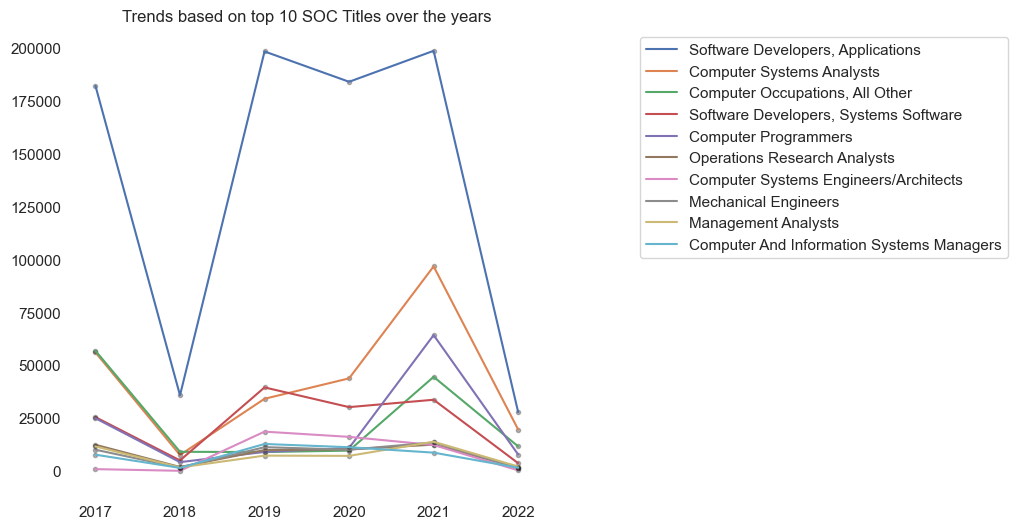 Trends based on top 10 SOC Titles over the years
200000
175000
150000
125000
100000
75000
50000
25000
0
2017 2018 2019 2020 2021 2022
Software Developers, Applications
Computer Systems Analysts
Computer Occupations, All Other
Software Developers, Systems Software
Computer Programmers
Operations Research Analysts
Computer Systems Engineers/Architects
Mechanical Engineers
Management Analysts
Computer And Information Systems Managers